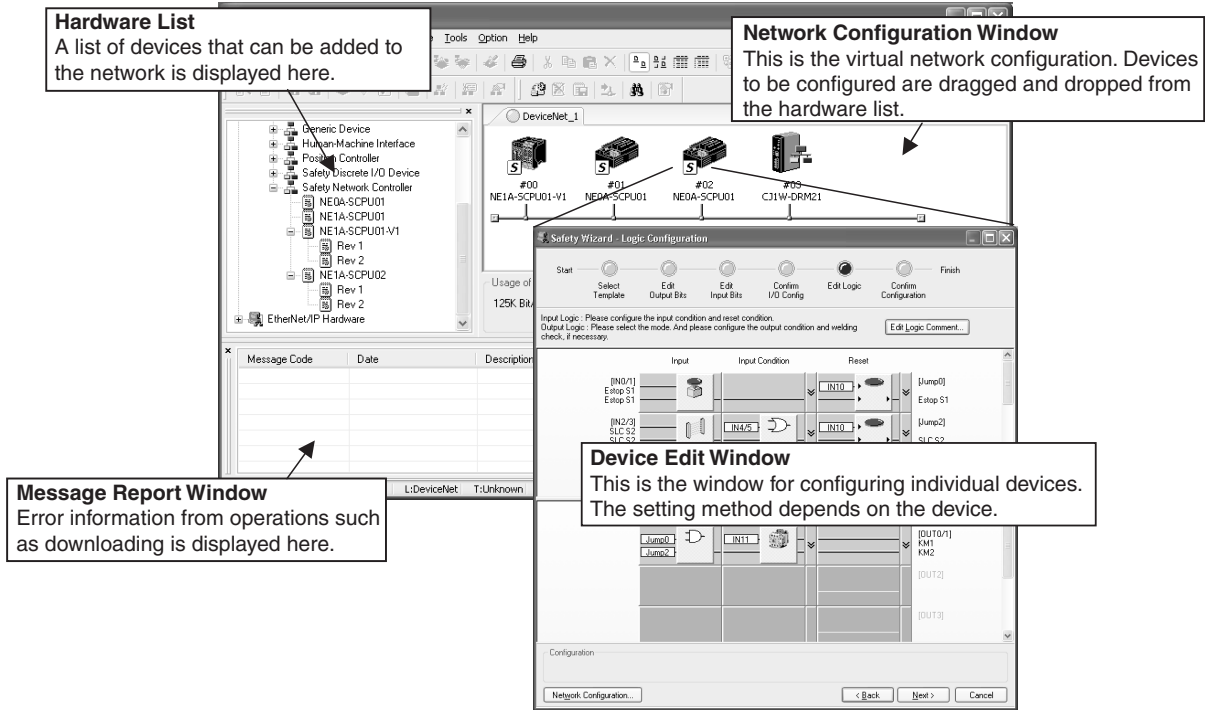 Hardware List
A list of devices that can be added to
the network is displayed here.
Tools Option Help
Network Configuration Window
This is the virtual network configuration. Devices
to be configured are dragged and dropped from
the hardware list.
Generic Device
Human-Machine Interface
Position Controller
Safety Discrete I/O Device
Safety Network Controller
NE0A-SCPU01
NE1A-SCPU01
NE1A-SCPU01-V1
Rev 1
Rev 2
NE1A-SCPU02
Rev 1
Rev 2
EtherNet/IP Hardware
DeviceNet_1
#00
NE1A-SCPU01-V1
#01
NE0A-SCPU01
#02
NE0A-SCPU01
#03
CJ1W-DRM21
Usage of
125K Bit/
Message Code Date Description
L:DeviceNet T:Unknown
Message Report Window
Error information from operations such
as downloading is displayed here.
Safety Wizard - Logic Configuration
Start
Select
Template
Edit
Output Bits
Edit
Input Bits
Confirm
I/O Config
Edit Logic
Confirm
Configuration
Finish
Input Logic : Please configure the input condition and reset condition.
Output Logic : Please select the mode. And please configure the output condition and welding
check, if necessary.
Edit Logic Comment...
Input Input Condition Reset
[IN0/1]
Estop S1
Estop S1
IN10
[Jump0]
Estop S1
[IN2/3]
SLC S2
SLC S2
IN4/5
IN10
[Jump2]
SLC S2
Device Edit Window
This is the window for configuring individual devices.
The setting method depends on the device.
Jump0
Jump2
IN11
[OUT0/1]
KM1
KM2
[OUT2]
[OUT3]
Configuration
Network Configuration...
< Back Next > Cancel